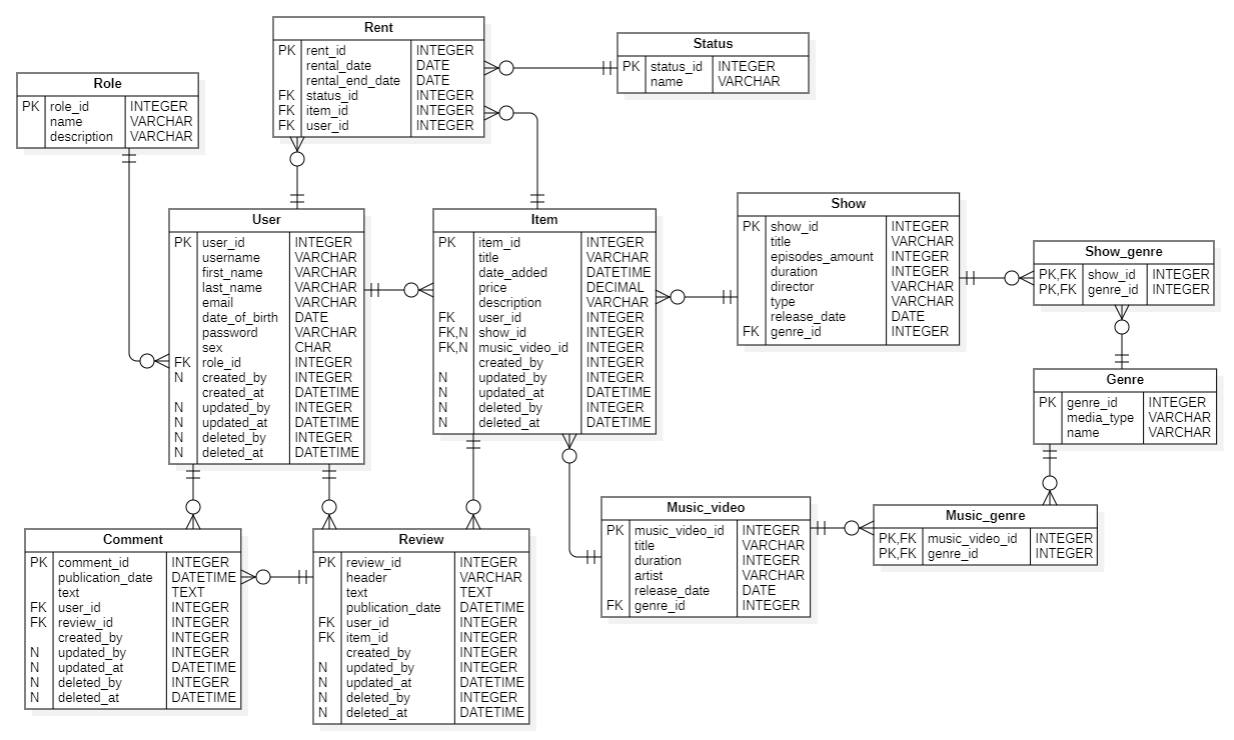 Rent
PK rent_id INTEGER
rental_date DATE
rental_end_date DATE
FK status_id INTEGER
FK item_id INTEGER
FK user_id INTEGER
Status
PK status_id INTEGER
name VARCHAR
Role
PK role_id INTEGER
name VARCHAR
description VARCHAR
User
PK user_id INTEGER
username VARCHAR
first_name VARCHAR
last_name VARCHAR
email VARCHAR
date_of_birth DATE
password VARCHAR
sex CHAR
FK role_id INTEGER
N created_by INTEGER
created_at DATETIME
N updated_by INTEGER
N updated_at DATETIME
N deleted_by INTEGER
N deleted_at DATETIME
Item
PK item_id INTEGER
title VARCHAR
date_added DATETIME
price DECIMAL
description VARCHAR
FK user_id INTEGER
FK,N show_id INTEGER
FK,N music_video_id INTEGER
created_by INTEGER
N updated_by INTEGER
N updated_at DATETIME
N deleted_by INTEGER
N deleted_at DATETIME
Show
PK show_id INTEGER
title VARCHAR
episodes_amount INTEGER
duration INTEGER
director VARCHAR
type VARCHAR
release_date DATE
FK genre_id INTEGER
Show_genre
PK,FK show_id INTEGER
PK,FK genre_id INTEGER
Genre
PK genre_id INTEGER
media_type VARCHAR
name VARCHAR
Comment
PK comment_id INTEGER
publication_date DATETIME
text TEXT
FK user_id INTEGER
FK review_id INTEGER
created_by INTEGER
N updated_by INTEGER
N updated_at DATETIME
N deleted_by INTEGER
N deleted_at DATETIME
Review
PK review_id INTEGER
header VARCHAR
text TEXT
publication_date DATETIME
FK user_id INTEGER
FK item_id INTEGER
created_by INTEGER
N updated_by INTEGER
N updated_at DATETIME
N deleted_by INTEGER
N deleted_at DATETIME
Music_video
PK music_video_id INTEGER
title VARCHAR
duration INTEGER
artist VARCHAR
release_date DATE
FK genre_id INTEGER
Music_genre
PK,FK music_video_id INTEGER
PK,FK genre_id INTEGER